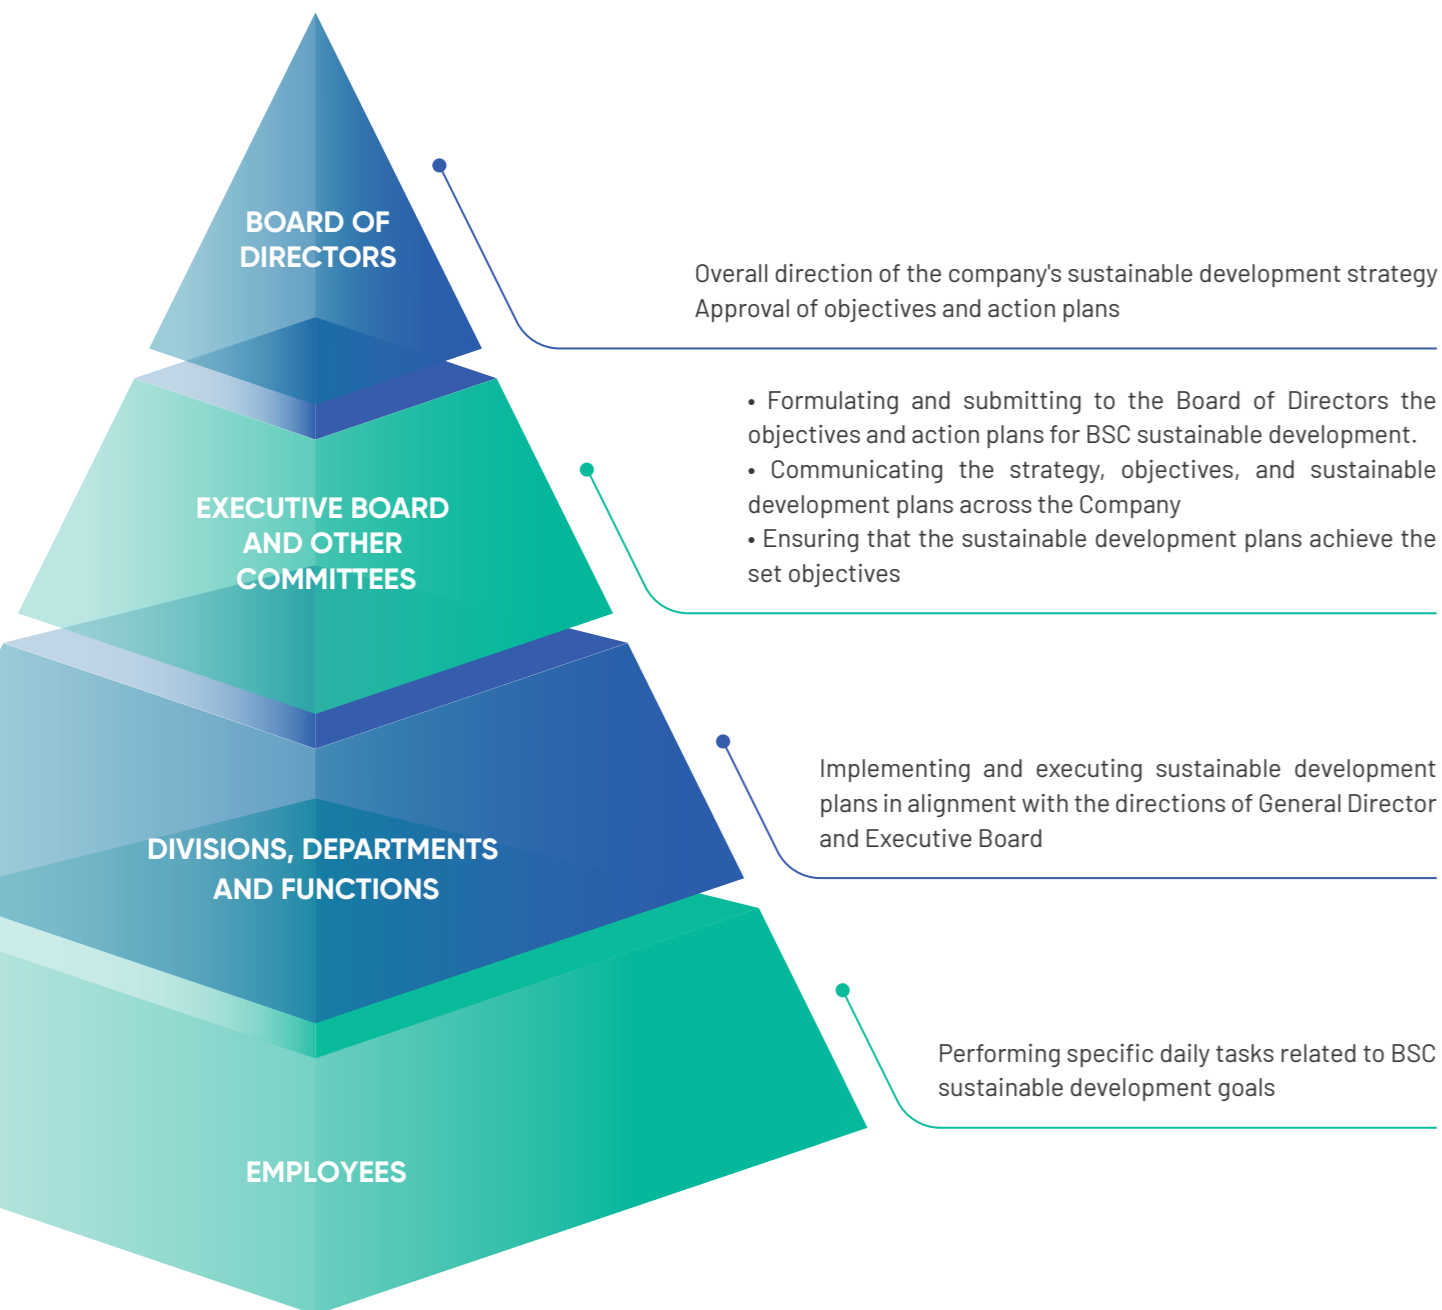 BOARD OF
DIRECTORS
Overall direction of the company's sustainable development strategy
Approval of objectives and action plans
EXECUTIVE BOARD
AND OTHER
COMMITTEES
• Formulating and submitting to the Board of Directors the
objectives and action plans for BSC sustainable development.
• Communicating the strategy, objectives, and sustainable
development plans across the Company
• Ensuring that the sustainable development plans achieve the
set objectives
DIVISIONS, DEPARTMENTS
AND FUNCTIONS
Implementing and executing sustainable development
plans in alignment with the directions of General Director
and Executive Board
EMPLOYEES
Performing specific daily tasks related to BSC
sustainable development goals